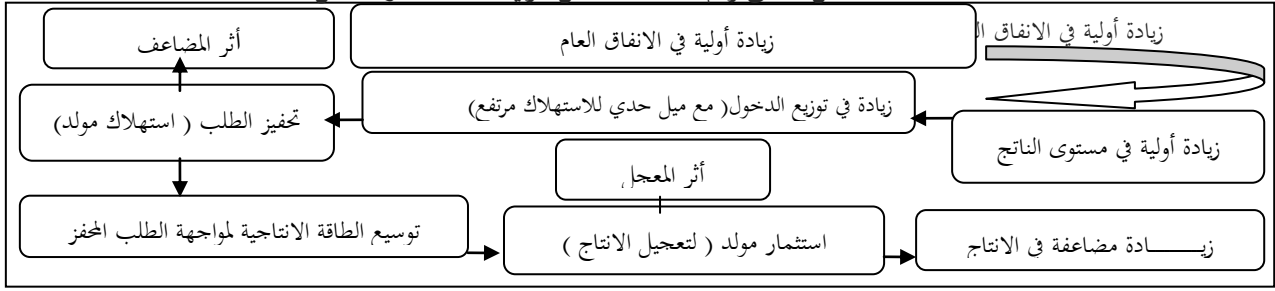 زيادة أولية في الانفاق العام
زيادة أولية في الانفاق
أثر المضاعف
زيادة أولية في مستوى الناتج
زيادة في توزيع الدخول( مع ميل حدي للاستهلاك مرتفع)
تحفيز الطلب ( استهلاك مولد)
أثر المعجل
توسيع الطاقة الانتاجية لمواجهة الطلب المحفز
استثمار مولد ( لتعجيل الانتاج )
زيــــــــادة مضاعفة في الانتاج